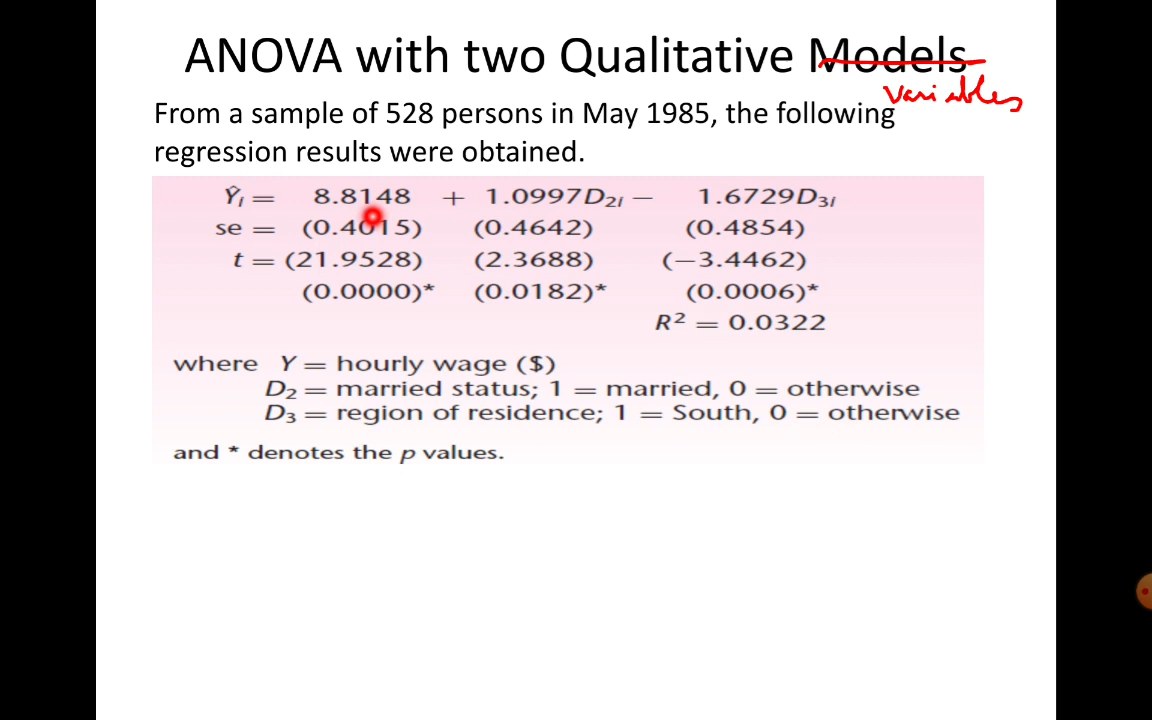 ANOVA with two Qualitative Models
variables
From a sample of 528 persons in May 1985, the following
regression results were obtained.
Ŷᵢ = 8.8148 + 1.0997D₂ᵢ − 1.6729D₃ᵢ
se = (0.4015) (0.4642) (0.4854)
t = (21.9528) (2.3688) (−3.4462)
(0.0000)* (0.0182)* (0.0006)*
R² = 0.0322
where Y = hourly wage ($)
D₂ = married status; 1 = married, 0 = otherwise
D₃ = region of residence; 1 = South, 0 = otherwise
and * denotes the p values.